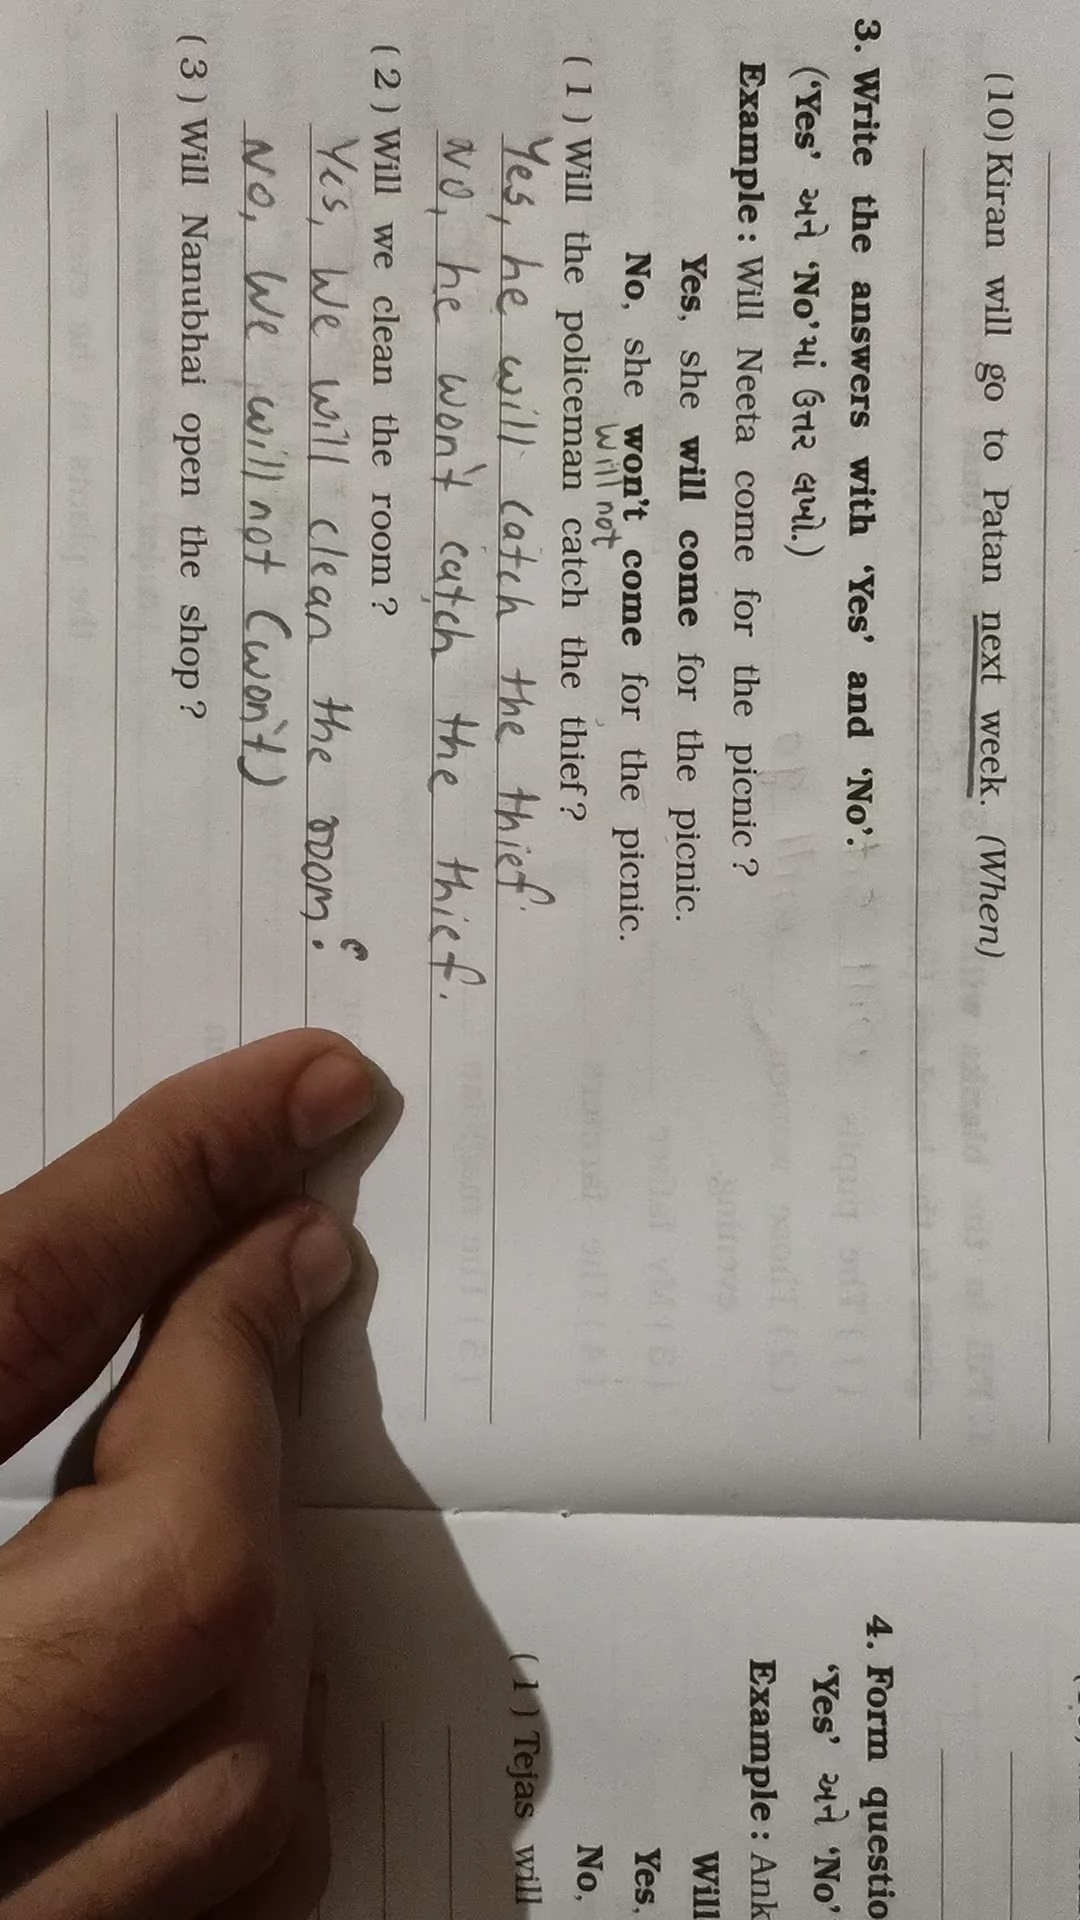 (10) Kiran will go to Patan next week. (When)
3. Write the answers with ‘Yes’ and ‘No’.
(‘Yes’ અને ‘No’માં ઉત્તર લખો.)
Example : Will Neeta come for the picnic ?
Yes, she will come for the picnic.
No, she won't come for the picnic.
will not
(1) Will the policeman catch the thief ?
Yes, he will catch the thief.
No, he won't catch the thief.
(2) Will we clean the room ?
Yes, We will clean the room.
No, We will not (won't)
(3) Will Nanubhai open the shop ?
4. Form questio
‘Yes’ અને ‘No’
Example : Ank
Will
Yes,
No,
(1) Tejas will